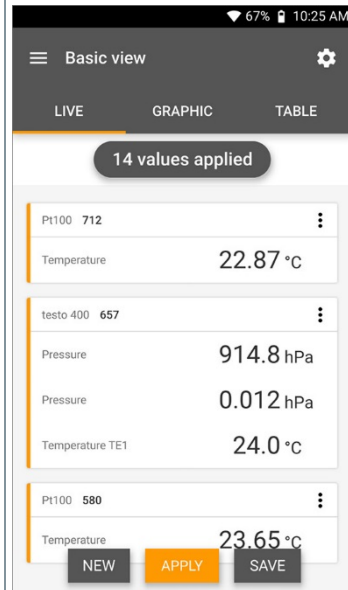 67% 10:25 AM
Basic view
LIVE GRAPHIC TABLE
14 values applied
Pt100 712
Temperature 22.87 °C
testo 400 657
Pressure 914.8 hPa
Pressure 0.012 hPa
Temperature TE1 24.0 °C
Pt100 580
Temperature 23.65 °C
NEW APPLY SAVE